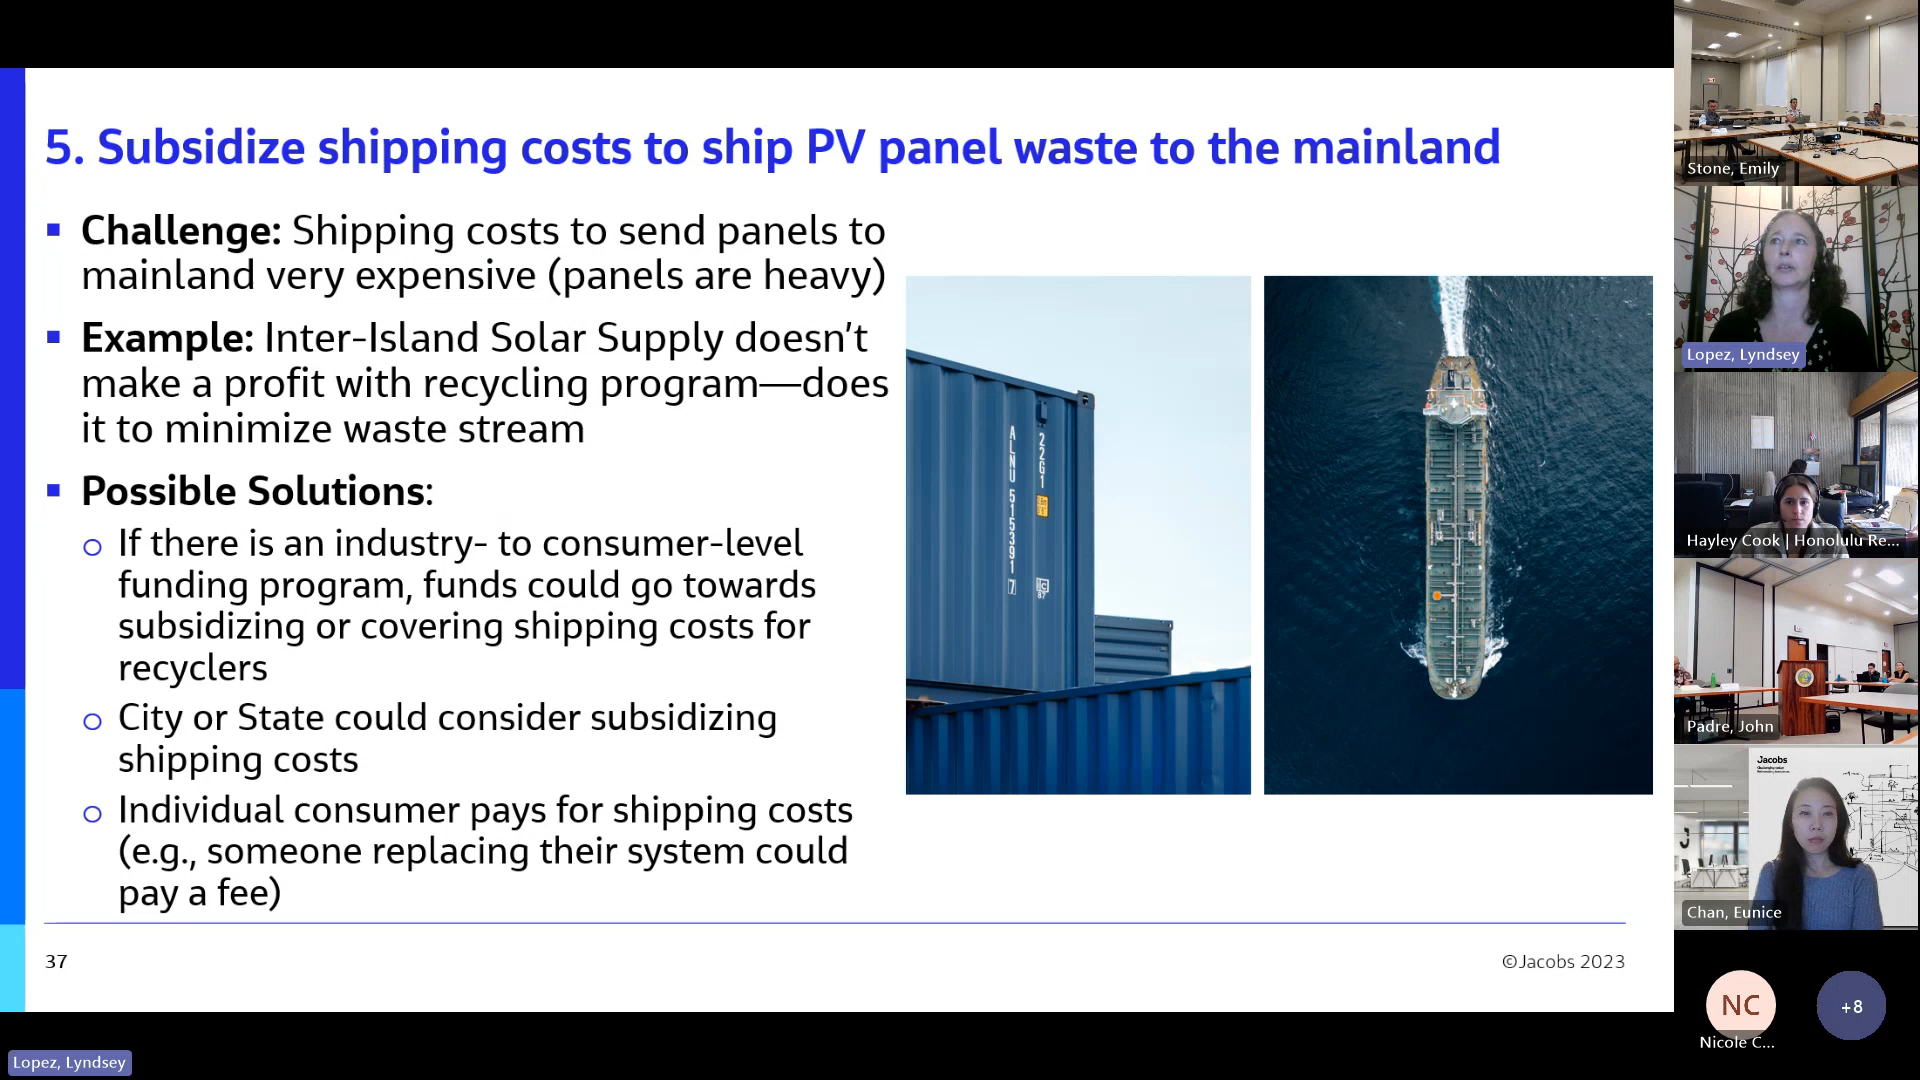 5. Subsidize shipping costs to ship PV panel waste to the mainland
▪ Challenge: Shipping costs to send panels to
mainland very expensive (panels are heavy)
▪ Example: Inter-Island Solar Supply doesn't
make a profit with recycling program—does
it to minimize waste stream
▪ Possible Solutions:
o If there is an industry- to consumer-level
funding program, funds could go towards
subsidizing or covering shipping costs for
recyclers
o City or State could consider subsidizing
shipping costs
o Individual consumer pays for shipping costs
(e.g., someone replacing their system could
pay a fee)
ALNU 515391 7
22G1
37
©Jacobs 2023
Lopez, Lyndsey
Stone, Emily
Lopez, Lyndsey
Hayley Cook | Honolulu Re...
Padre, John
Jacobs
Chan, Eunice
NC
Nicole C...
+8